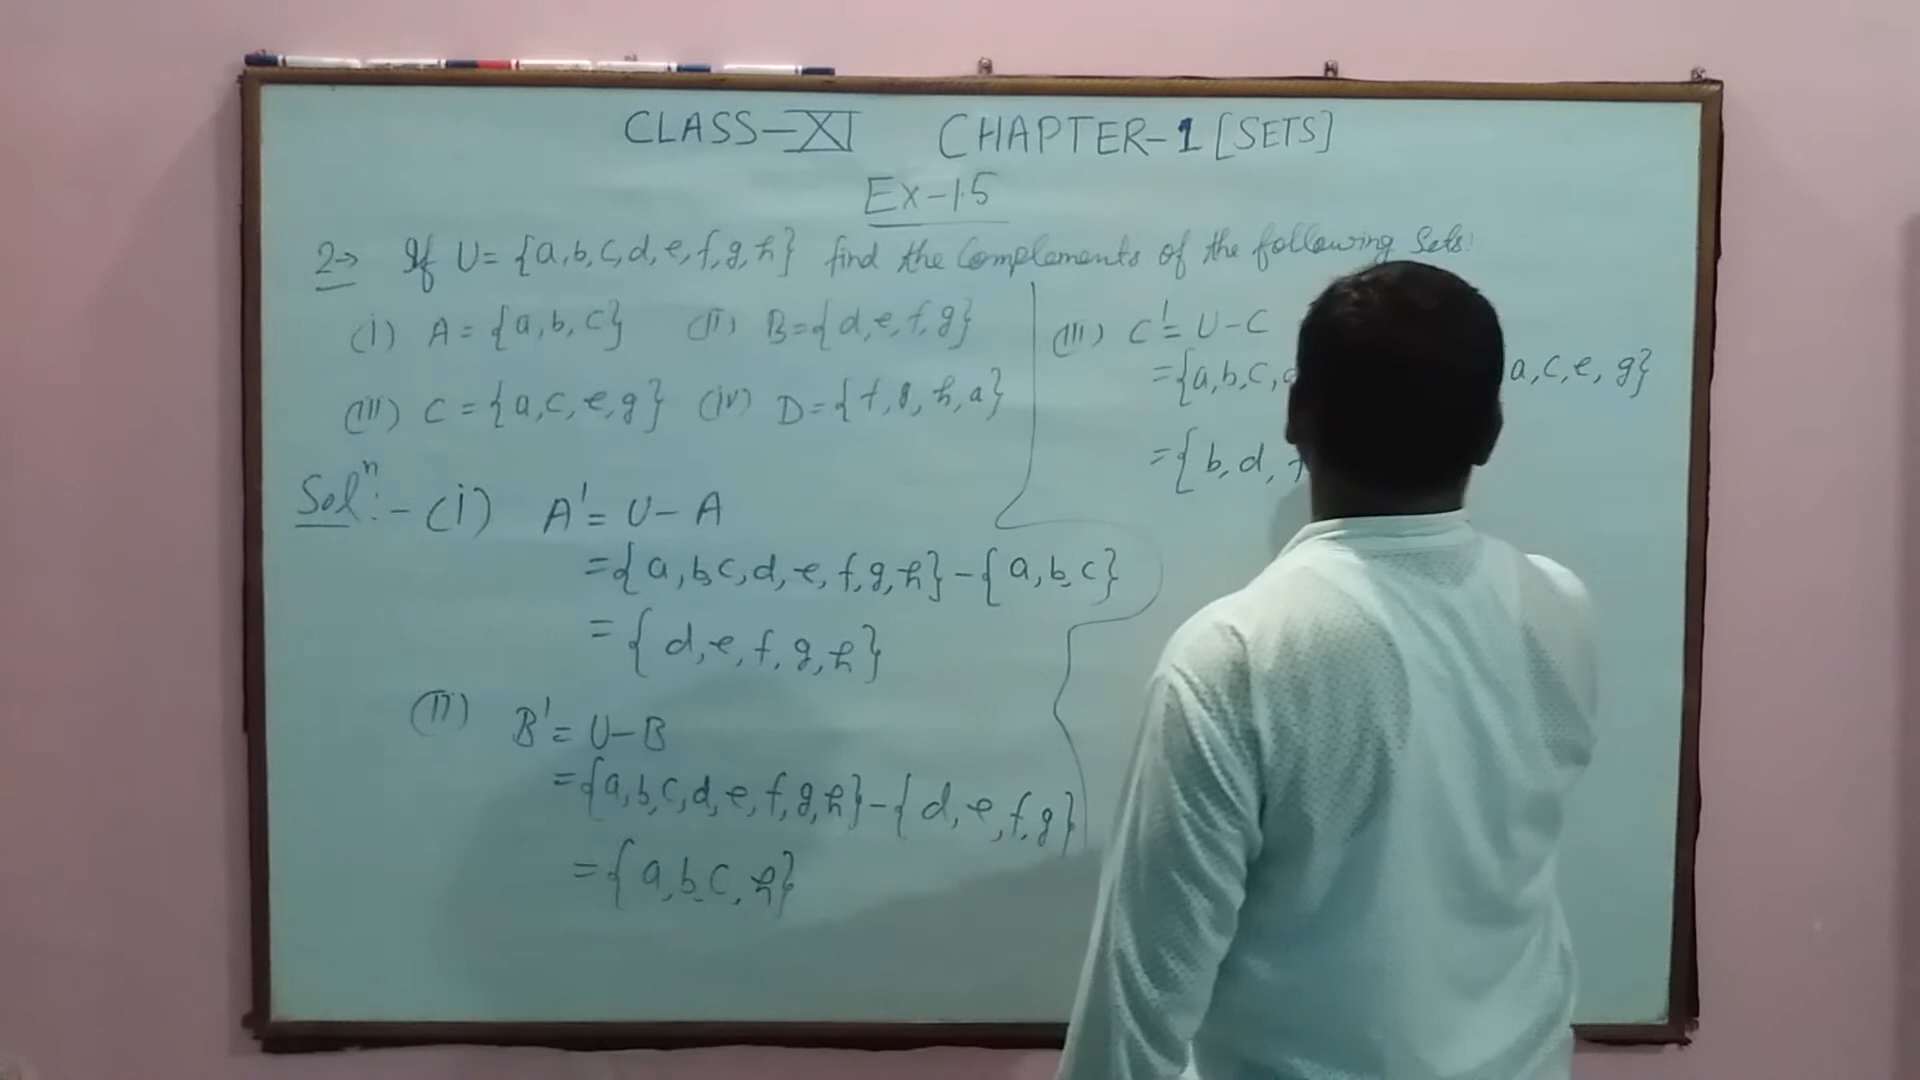 CLASS-XI CHAPTER-1 [SETS]
Ex-1.5
2→ If U = {a,b,c,d,e,f,g,h} find the Complements of the following Sets:
(i) A = {a,b,c} (ii) B = {d,e,f,g}
(iii) C = {a,c,e,g} (iv) D = {f,g,h,a}
Solⁿ:- (i) A' = U - A
= {a,b,c,d,e,f,g,h} - {a,b,c}
= {d,e,f,g,h}
(ii) B' = U - B
= {a,b,c,d,e,f,g,h} - {d,e,f,g}
= {a,b,c,h}
(iii) C' = U - C
= {a,b,c, a,c,e,g}
= {b,d,